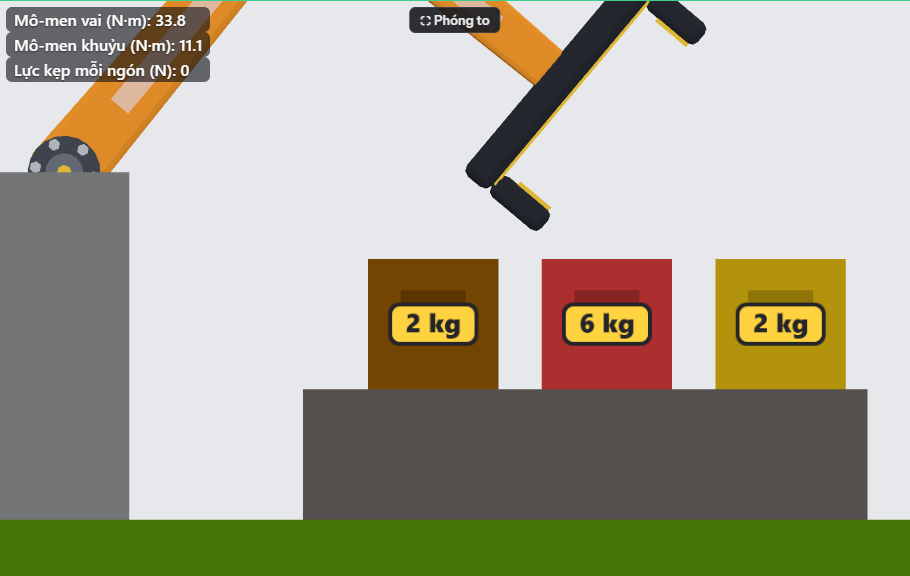 Mô-men vai (N·m): 33.8
Mô-men khuỷu (N·m): 11.1
Lực kẹp mỗi ngón (N): 0
Phóng to
2 kg
6 kg
2 kg